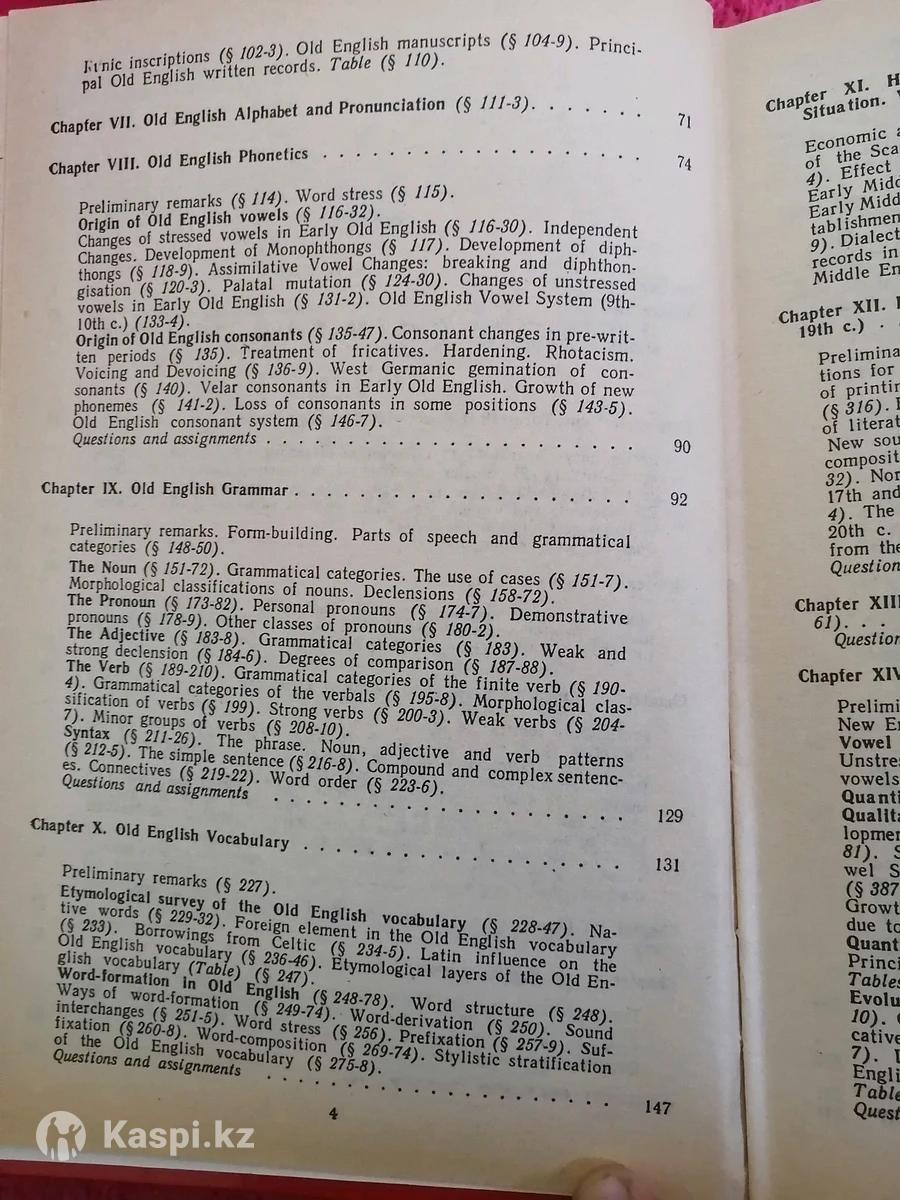 Runic inscriptions (§ 102-3). Old English manuscripts (§ 104-9). Princi-
pal Old English written records. Table (§ 110).
Chapter VII. Old English Alphabet and Pronunciation (§ 111-3). . . . . . . 71
Chapter VIII. Old English Phonetics . . . . . . . . . . . . . . . . 74
Preliminary remarks (§ 114). Word stress (§ 115).
Origin of Old English vowels (§ 116-32).
Changes of stressed vowels in Early Old English (§ 116-30). Independent
Changes. Development of Monophthongs (§ 117). Development of diph-
thongs (§ 118-9). Assimilative Vowel Changes: breaking and diphthon-
gisation (§ 120-3). Palatal mutation (§ 124-30). Changes of unstressed
vowels in Early Old English (§ 131-2). Old English Vowel System (9th-
10th c.) (133-4).
Origin of Old English consonants (§ 135-47). Consonant changes in pre-writ-
ten periods (§ 135). Treatment of fricatives. Hardening. Rhotacism.
Voicing and Devoicing (§ 136-9). West Germanic gemination of con-
sonants (§ 140). Velar consonants in Early Old English. Growth of new
phonemes (§ 141-2). Loss of consonants in some positions (§ 143-5).
Old English consonant system (§ 146-7).
Questions and assignments . . . . . . . . . . . . . . . . . . . 90
Chapter IX. Old English Grammar . . . . . . . . . . . . . . . . . 92
Preliminary remarks. Form-building. Parts of speech and grammatical
categories (§ 148-50).
The Noun (§ 151-72). Grammatical categories. The use of cases (§ 151-7).
Morphological classifications of nouns. Declensions (§ 158-72).
The Pronoun (§ 173-82). Personal pronouns (§ 174-7). Demonstrative
pronouns (§ 178-9). Other classes of pronouns (§ 180-2).
The Adjective (§ 183-8). Grammatical categories (§ 183). Weak and
strong declension (§ 184-6). Degrees of comparison (§ 187-88).
The Verb (§ 189-210). Grammatical categories of the finite verb (§ 190-
4). Grammatical categories of the verbals (§ 195-8). Morphological clas-
sification of verbs (§ 199). Strong verbs (§ 200-3). Weak verbs (§ 204-
7). Minor groups of verbs (§ 208-10).
Syntax (§ 211-26). The phrase. Noun, adjective and verb patterns
(§ 212-5). The simple sentence (§ 216-8). Compound and complex sentenc-
es. Connectives (§ 219-22). Word order (§ 223-6).
Questions and assignments . . . . . . . . . . . . . . . . . . 129
Chapter X. Old English Vocabulary . . . . . . . . . . . . . . . . 131
Preliminary remarks (§ 227).
Etymological survey of the Old English vocabulary (§ 228-47). Na-
tive words (§ 229-32). Foreign element in the Old English vocabulary
(§ 233). Borrowings from Celtic (§ 234-5). Latin influence on the
Old English vocabulary (§ 236-46). Etymological layers of the Old En-
glish vocabulary (Table) (§ 247).
Word-formation in Old English (§ 248-78). Word structure (§ 248).
Ways of word-formation (§ 249-74). Word-derivation (§ 250). Sound
interchanges (§ 251-5). Word stress (§ 256). Prefixation (§ 257-9). Suf-
fixation (§ 260-8). Word-composition (§ 269-74). Stylistic stratification
of the Old English vocabulary (§ 275-8).
Questions and assignments . . . . . . . . . . . . . . . . . . 147
4
Kaspi.kz
Chapter XI. H
Situation.
Economic
of the Sca
4). Effect
Early Midd
Early Midd
tablishmen
9). Dialect
records in
Middle En
Chapter XII.
19th c.) .
Prelimina
tions for
of printin
(§ 316).
of literat
New sou
composit
32). Nor
17th and
4). The
20th c.
from the
Question
Chapter XIII
61). . .
Question
Chapter XIV
Prelimi
New En
Vowel
Unstres
vowels
Quanti
Qualita
lopmen
81). S
wel S
(§ 387
Growt
due to
Quant
Princi
Tables
Evolu
10).
cative
7).
Engli
Table
Quest